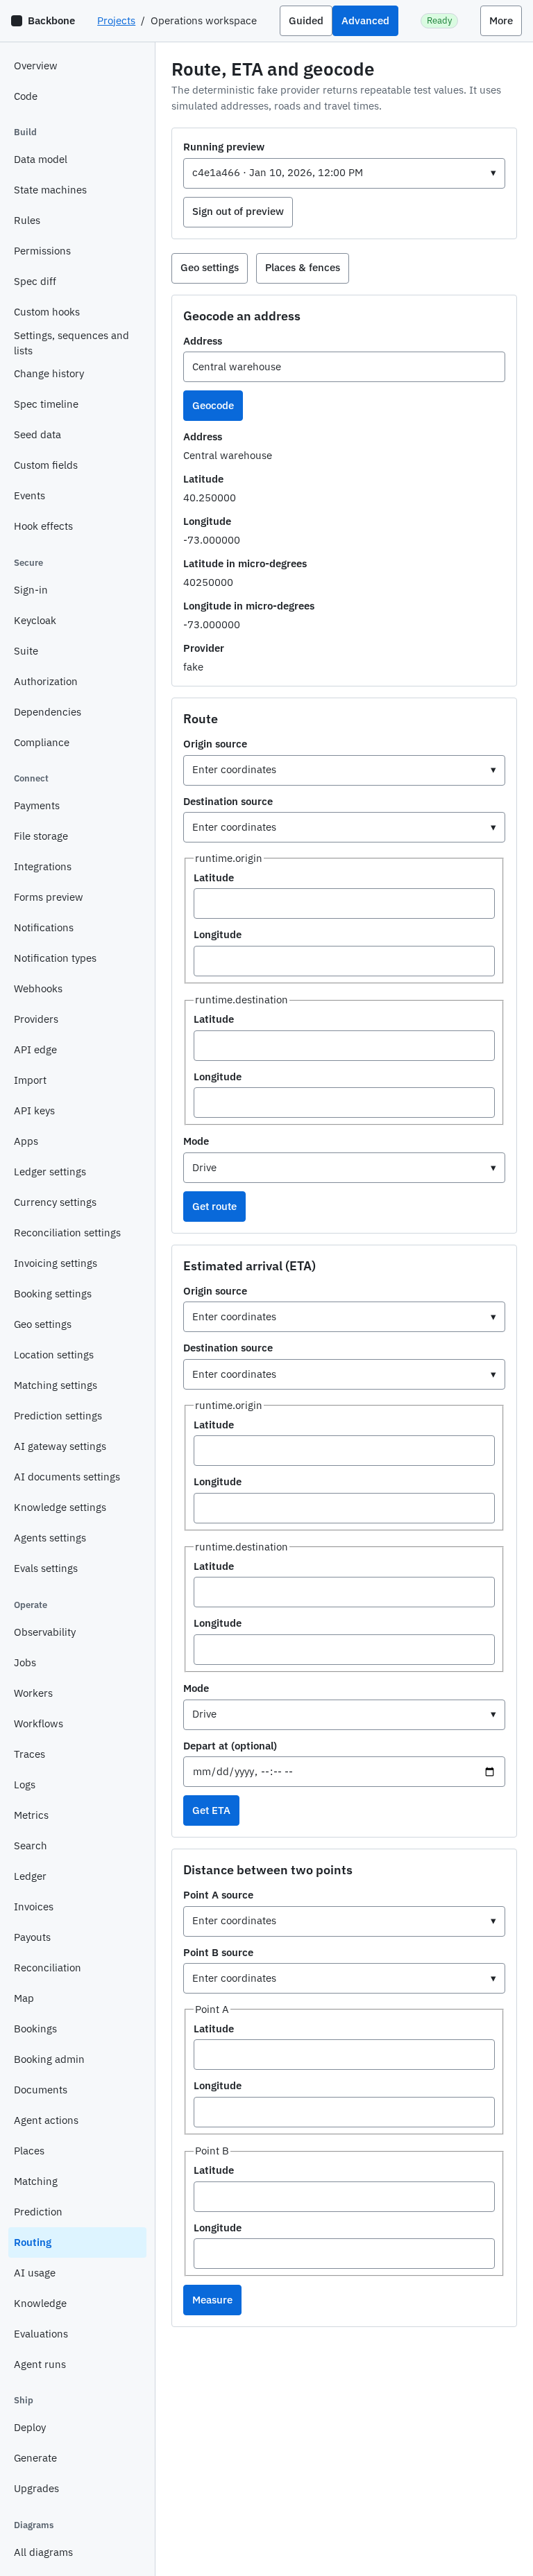 Backbone
Projects / Operations workspace
Guided
Advanced
Ready
More
Overview
Code
Build
Data model
State machines
Rules
Permissions
Spec diff
Custom hooks
Settings, sequences and
lists
Change history
Spec timeline
Seed data
Custom fields
Events
Hook effects
Secure
Sign-in
Keycloak
Suite
Authorization
Dependencies
Compliance
Connect
Payments
File storage
Integrations
Forms preview
Notifications
Notification types
Webhooks
Providers
API edge
Import
API keys
Apps
Ledger settings
Currency settings
Reconciliation settings
Invoicing settings
Booking settings
Geo settings
Location settings
Matching settings
Prediction settings
AI gateway settings
AI documents settings
Knowledge settings
Agents settings
Evals settings
Operate
Observability
Jobs
Workers
Workflows
Traces
Logs
Metrics
Search
Ledger
Invoices
Payouts
Reconciliation
Map
Bookings
Booking admin
Documents
Agent actions
Places
Matching
Prediction
Routing
AI usage
Knowledge
Evaluations
Agent runs
Ship
Deploy
Generate
Upgrades
Diagrams
All diagrams
Route, ETA and geocode
The deterministic fake provider returns repeatable test values. It uses
simulated addresses, roads and travel times.
Running preview
c4e1a466 · Jan 10, 2026, 12:00 PM
Sign out of preview
Geo settings
Places & fences
Geocode an address
Address
Central warehouse
Geocode
Address
Central warehouse
Latitude
40.250000
Longitude
-73.000000
Latitude in micro-degrees
40250000
Longitude in micro-degrees
-73.000000
Provider
fake
Route
Origin source
Enter coordinates
Destination source
Enter coordinates
runtime.origin
Latitude
Longitude
runtime.destination
Latitude
Longitude
Mode
Drive
Get route
Estimated arrival (ETA)
Origin source
Enter coordinates
Destination source
Enter coordinates
runtime.origin
Latitude
Longitude
runtime.destination
Latitude
Longitude
Mode
Drive
Depart at (optional)
mm/dd/yyyy, --:-- --
Get ETA
Distance between two points
Point A source
Enter coordinates
Point B source
Enter coordinates
Point A
Latitude
Longitude
Point B
Latitude
Longitude
Measure